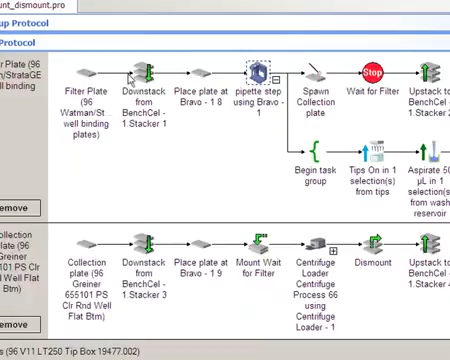 unt_dismount.pro
up Protocol
Protocol
r Plate (96
Watman/StrataGE
ll binding
emove
Filter Plate
(96
Watman/St...
well binding
plates)
Downstack
from
BenchCel -
1.Stacker 1
Place plate at
Bravo - 1 8
pipette step
using Bravo -
1
Spawn
Collection
plate
Stop
Wait for Filter
Upstack to
BenchCel -
1.Stacker 2
Begin task
group
Tips On in 1
selection(s)
from tips
Aspirate 50
µL in 1
selection(s)
from wash
reservoir
ollection
plate (96
Greiner
655101 PS Clr
Rnd Well Flat
Btm)
emove
Collection
plate (96
Greiner
655101 PS Clr
Rnd Well
Flat Btm)
Downstack
from
BenchCel -
1.Stacker 3
Place plate at
Bravo - 1 9
Mount Wait
for Filter
Centrifuge
Loader
Centrifuge
Process 66
using
Centrifuge
Loader - 1
Dismount
Upstack to
BenchCel -
1.Stacker 4
s (96 V11 LT250 Tip Box 19477.002)